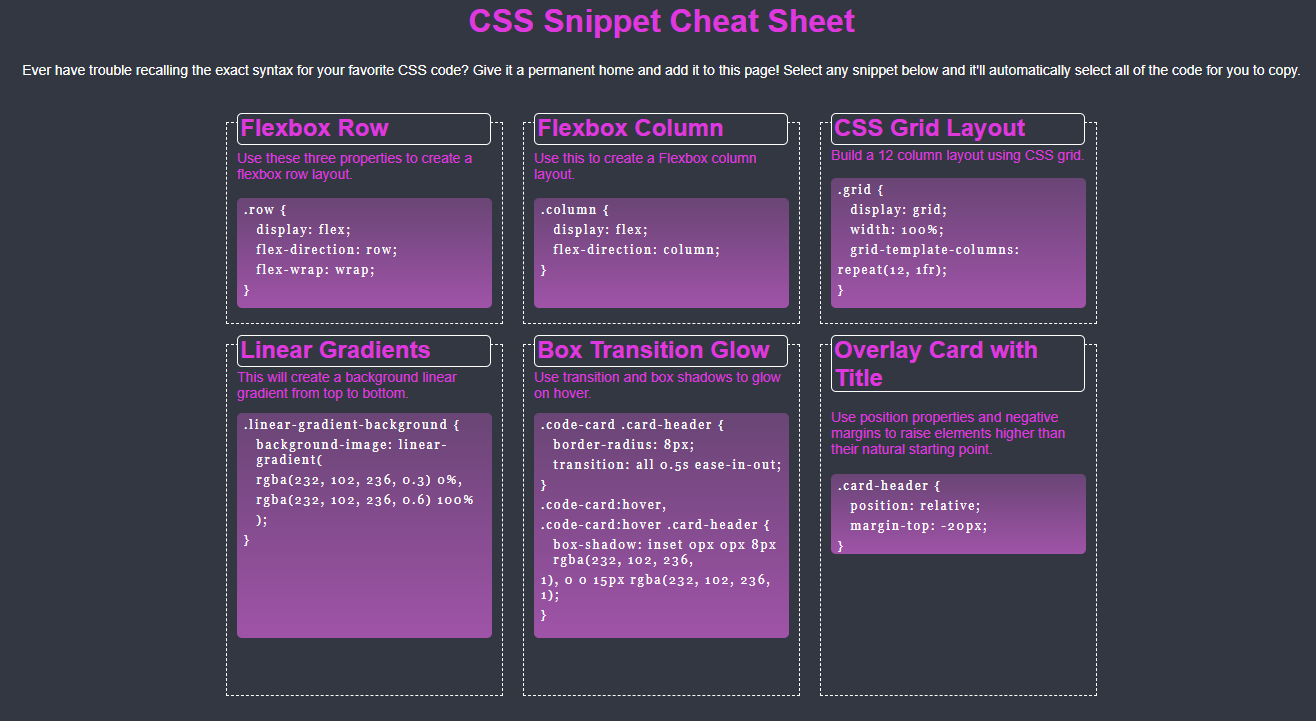 CSS Snippet Cheat Sheet
Ever have trouble recalling the exact syntax for your favorite CSS code? Give it a permanent home and add it to this page! Select any snippet below and it'll automatically select all of the code for you to copy.
Flexbox Row
Use these three properties to create a
flexbox row layout.
.row {
display: flex;
flex-direction: row;
flex-wrap: wrap;
}
Flexbox Column
Use this to create a Flexbox column
layout.
.column {
display: flex;
flex-direction: column;
}
CSS Grid Layout
Build a 12 column layout using CSS grid.
.grid {
display: grid;
width: 100%;
grid-template-columns:
repeat(12, 1fr);
}
Linear Gradients
This will create a background linear
gradient from top to bottom.
.linear-gradient-background {
background-image: linear-
gradient(
rgba(232, 102, 236, 0.3) 0%,
rgba(232, 102, 236, 0.6) 100%
);
}
Box Transition Glow
Use transition and box shadows to glow
on hover.
.code-card .card-header {
border-radius: 8px;
transition: all 0.5s ease-in-out;
}
.code-card:hover,
.code-card:hover .card-header {
box-shadow: inset 0px 0px 8px
rgba(232, 102, 236,
1), 0 0 15px rgba(232, 102, 236,
1);
}
Overlay Card with
Title
Use position properties and negative
margins to raise elements higher than
their natural starting point.
.card-header {
position: relative;
margin-top: -20px;
}